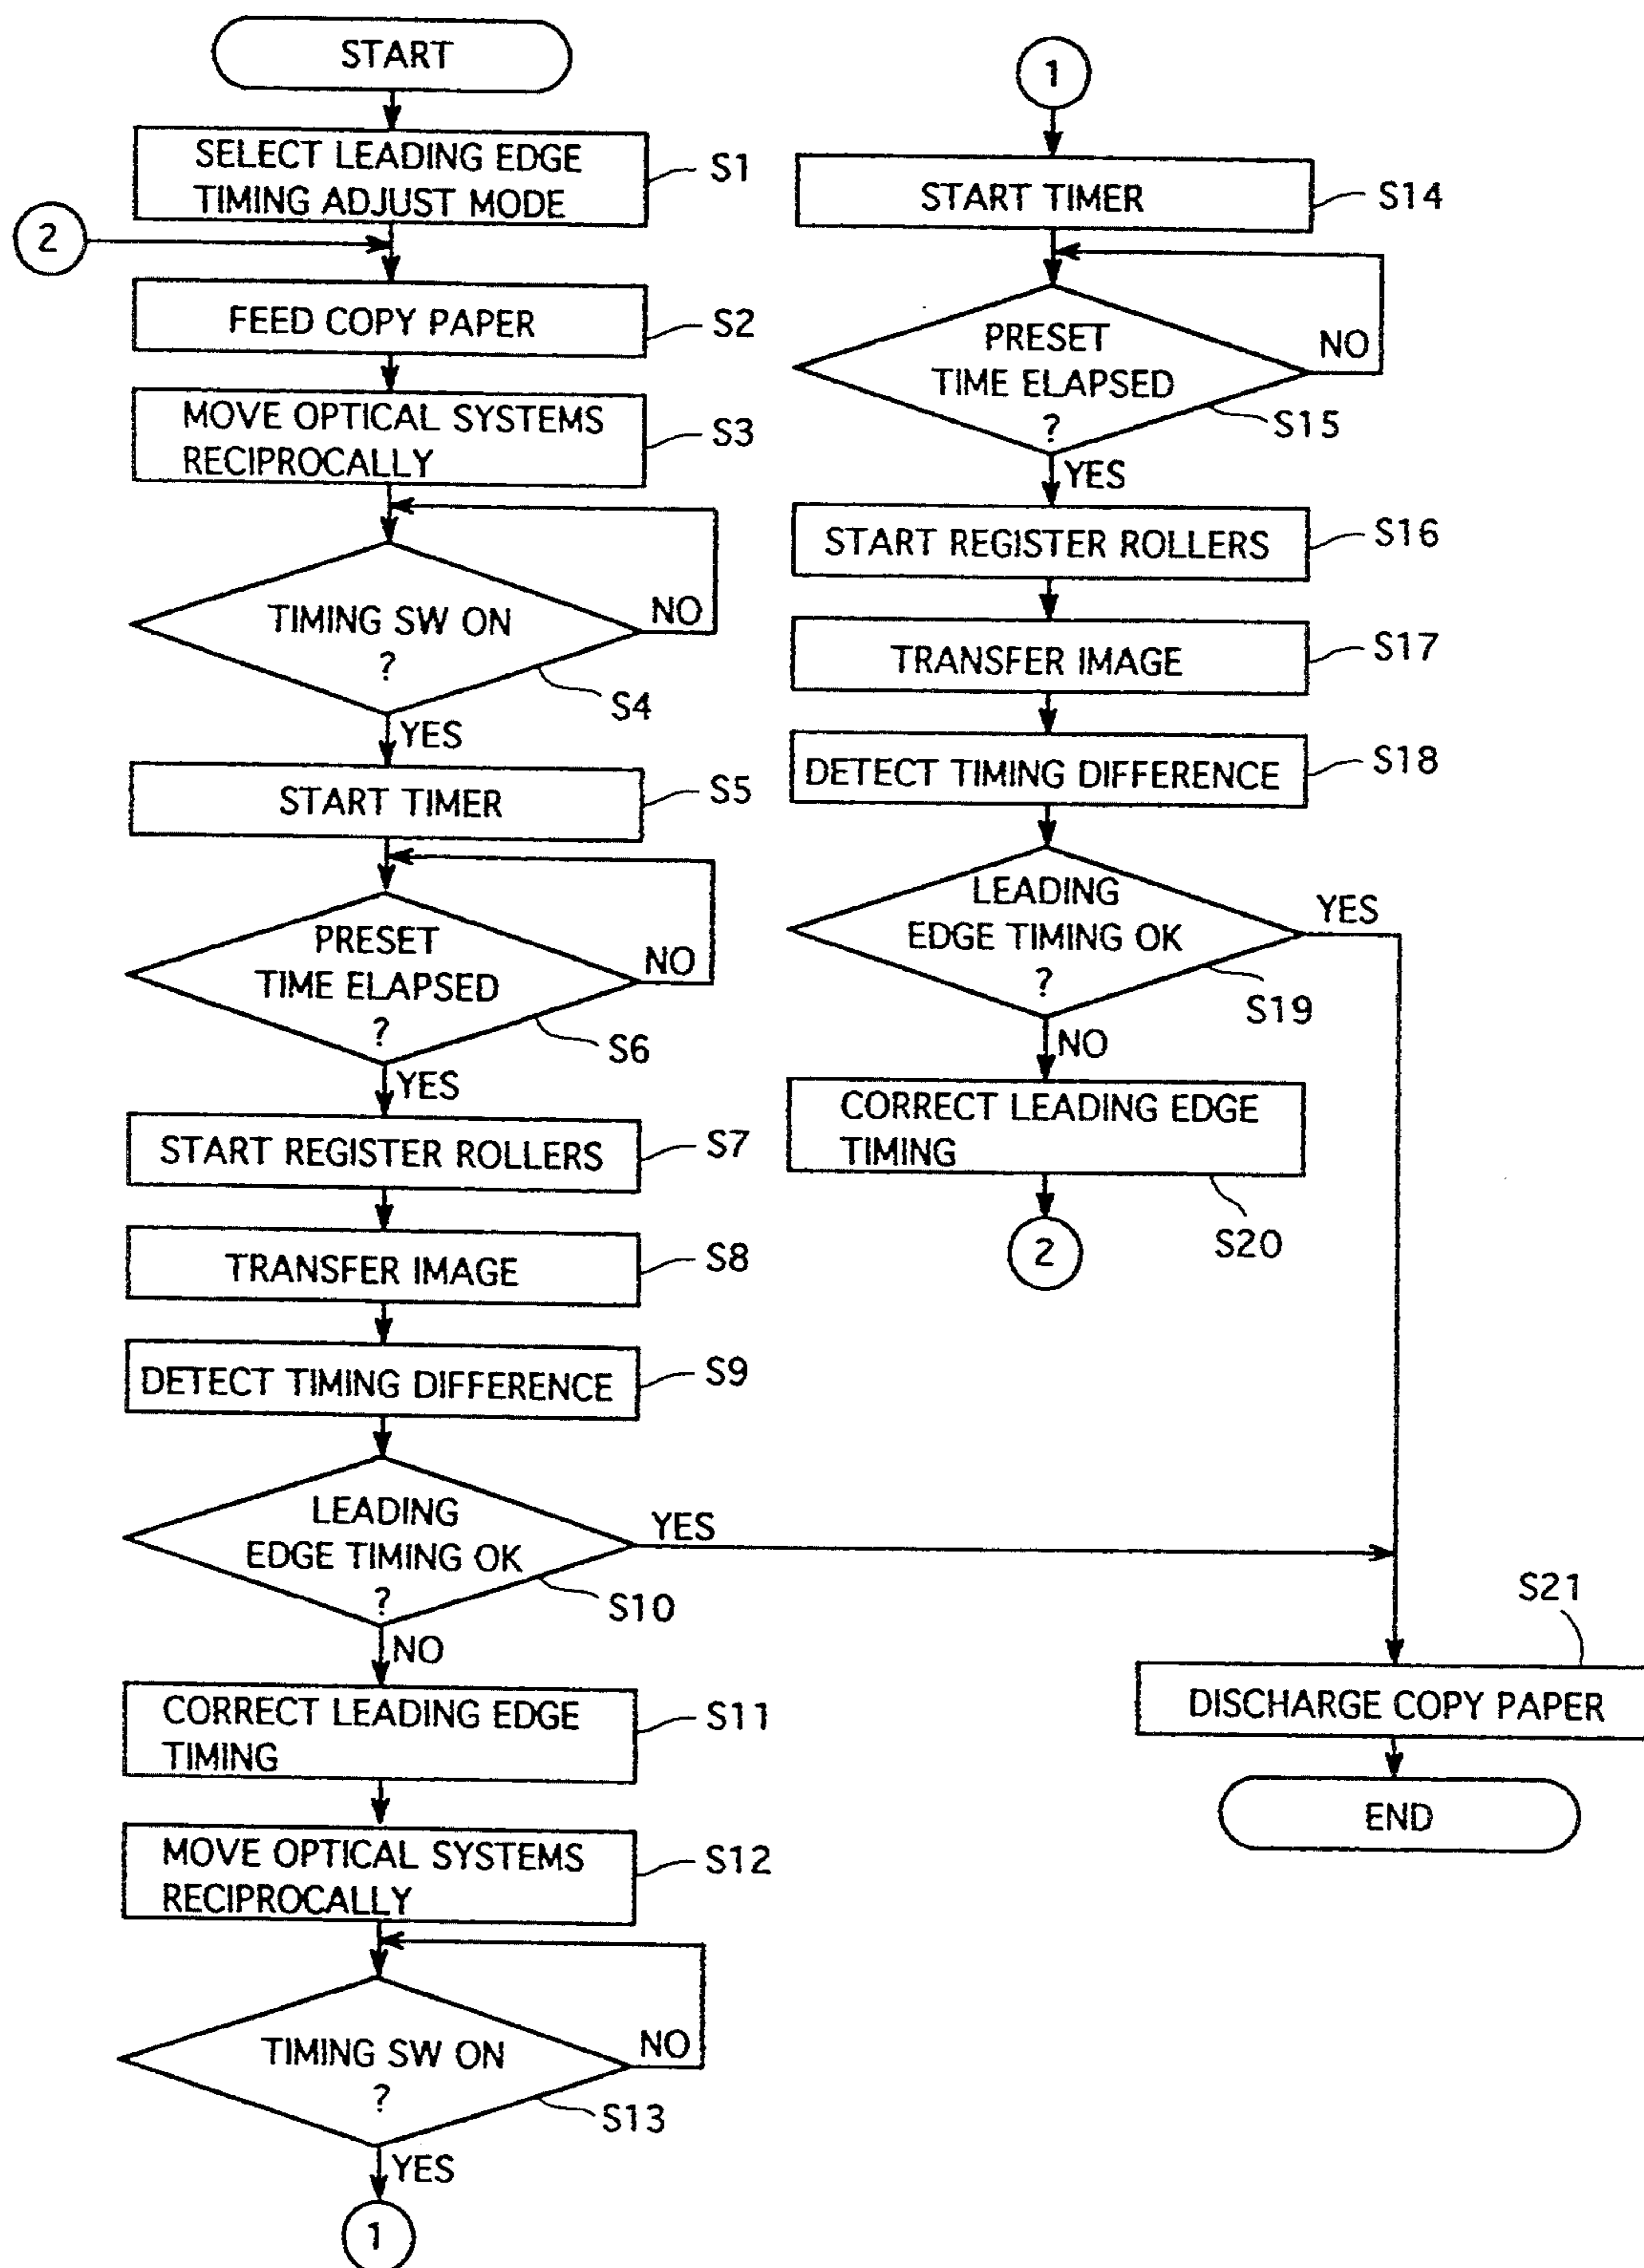 START
SELECT LEADING EDGE
TIMING ADJUST MODE
S1
2
FEED COPY PAPER
S2
MOVE OPTICAL SYSTEMS
RECIPROCALLY
S3
TIMING SW ON
?
NO
S4
YES
START TIMER
S5
PRESET
TIME ELAPSED
?
NO
S6
YES
START REGISTER ROLLERS
S7
TRANSFER IMAGE
S8
DETECT TIMING DIFFERENCE
S9
LEADING
EDGE TIMING OK
?
YES
S10
NO
CORRECT LEADING EDGE
TIMING
S11
MOVE OPTICAL SYSTEMS
RECIPROCALLY
S12
TIMING SW ON
?
NO
S13
YES
1
1
START TIMER
S14
PRESET
TIME ELAPSED
?
NO
S15
YES
START REGISTER ROLLERS
S16
TRANSFER IMAGE
S17
DETECT TIMING DIFFERENCE
S18
LEADING
EDGE TIMING OK
?
YES
S19
NO
CORRECT LEADING EDGE
TIMING
S20
2
S21
DISCHARGE COPY PAPER
END